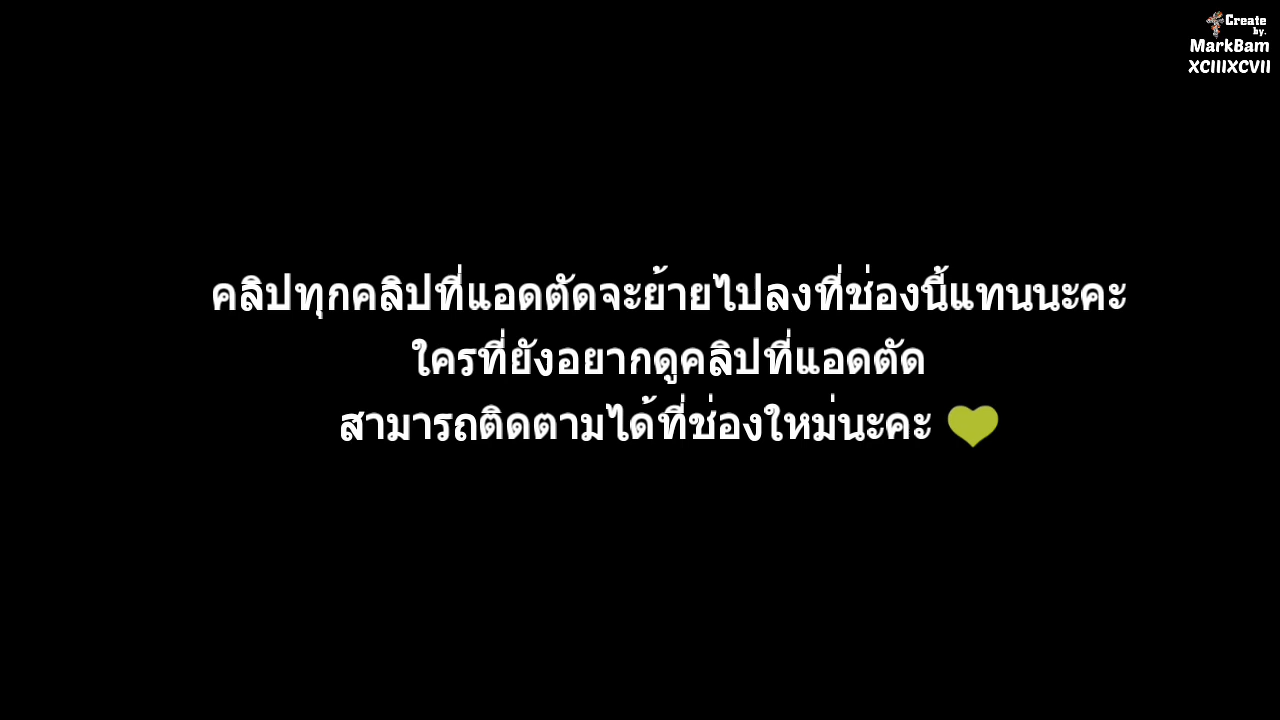 Create
by.
MarkBam
XCIIIXCVII
คลิปทุกคลิปที่แอดตัดจะย้ายไปลงที่ช่องนี้แทนนะคะ
ใครที่ยังอยากดูคลิปที่แอดตัด
สามารถติดตามได้ที่ช่องใหม่นะคะ